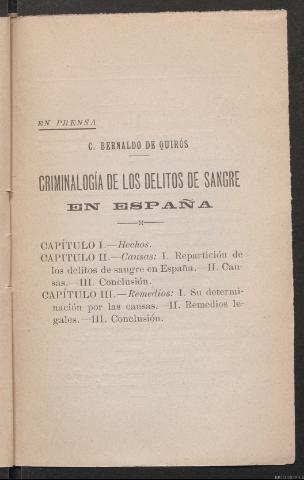 EN PRENSA
C. BERNALDO DE QUIRÓS
CRIMINALOGÍA DE LOS DELITOS DE SANGRE
EN ESPAÑA
CAPÍTULO I.—Hechos.
CAPITULO II.—Causas: I. Repartición de
los delitos de sangre en España.—II. Cau-
sas.—III. Conclusión.
CAPÍTULO III.—Remedios: I. Su determi-
nación por las causas.—II. Remedios le-
gales.—III. Conclusión.